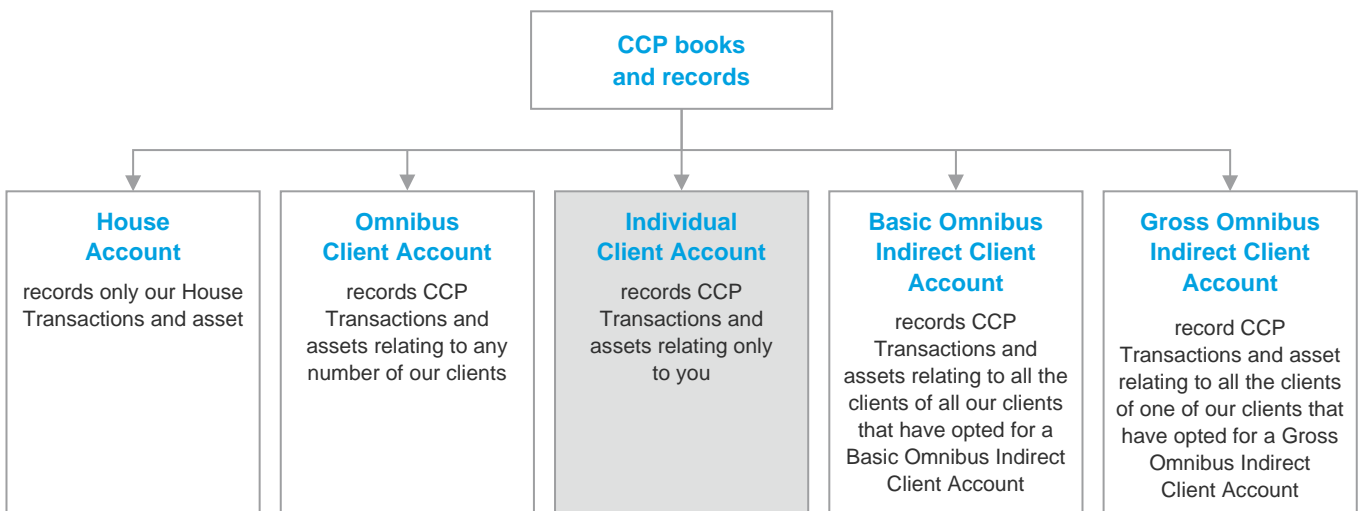 CCP books
and records
House
Account
records only our House
Transactions and asset
Omnibus
Client Account
records CCP
Transactions and
assets relating to any
number of our clients
Individual
Client Account
records CCP
Transactions and
assets relating only
to you
Basic Omnibus
Indirect Client
Account
records CCP
Transactions and
assets relating to all the
clients of all our clients
that have opted for a
Basic Omnibus Indirect
Client Account
Gross Omnibus
Indirect Client
Account
record CCP
Transactions and asset
relating to all the clients
of one of our clients that
have opted for a Gross
Omnibus Indirect
Client Account